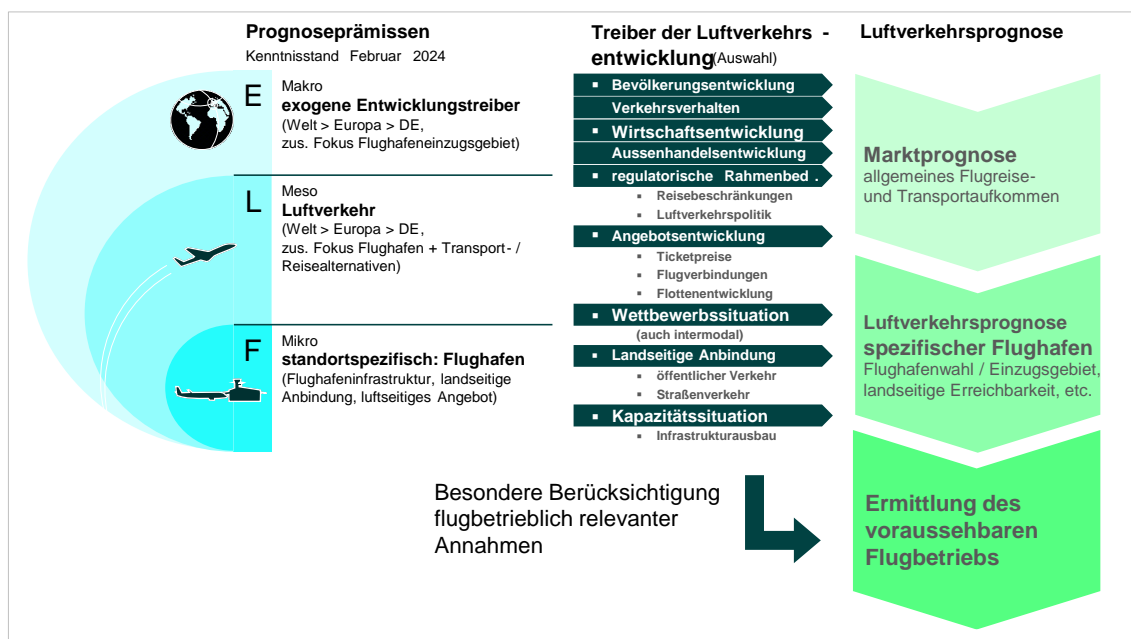 Prognoseprämissen
Kenntnisstand Februar 2024
E
Makro
exogene Entwicklungstreiber
(Welt > Europa > DE,
zus. Fokus Flughafeneinzugsgebiet)
L
Meso
Luftverkehr
(Welt > Europa > DE,
zus. Fokus Flughafen + Transport- /
Reisealternativen)
F
Mikro
standortspezifisch: Flughafen
(Flughafeninfrastruktur, landseitige
Anbindung, luftseitiges Angebot)
Treiber der Luftverkehrs -
entwicklung (Auswahl)
▪ Bevölkerungsentwicklung
Verkehrsverhalten
▪ Wirtschaftsentwicklung
Aussenhandelsentwicklung
▪ regulatorische Rahmenbed .
▪ Reisebeschränkungen
▪ Luftverkehrspolitik
▪ Angebotsentwicklung
▪ Ticketpreise
▪ Flugverbindungen
▪ Flottenentwicklung
▪ Wettbewerbssituation
(auch intermodal)
▪ Landseitige Anbindung
▪ öffentlicher Verkehr
▪ Straßenverkehr
▪ Kapazitätssituation
▪ Infrastrukturausbau
Besondere Berücksichtigung
flugbetrieblich relevanter
Annahmen
Luftverkehrsprognose
Marktprognose
allgemeines Flugreise-
und Transportaufkommen
Luftverkehrsprognose
spezifischer Flughafen
Flughafenwahl / Einzugsgebiet,
landseitige Erreichbarkeit, etc.
Ermittlung des
voraussehbaren
Flugbetriebs